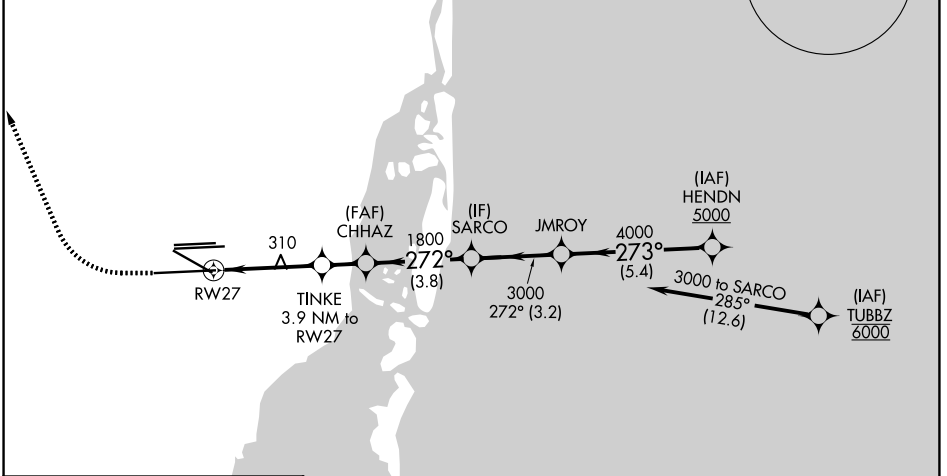 310
RW27
TINKE
3.9 NM to
RW27
(FAF)
CHHAZ
1800
272°
(3.8)
(IF)
SARCO
3000
272° (3.2)
JMROY
4000
273°
(5.4)
(IAF)
HENDN
5000
3000 to SARCO
285°
(12.6)
(IAF)
TUBBZ
6000